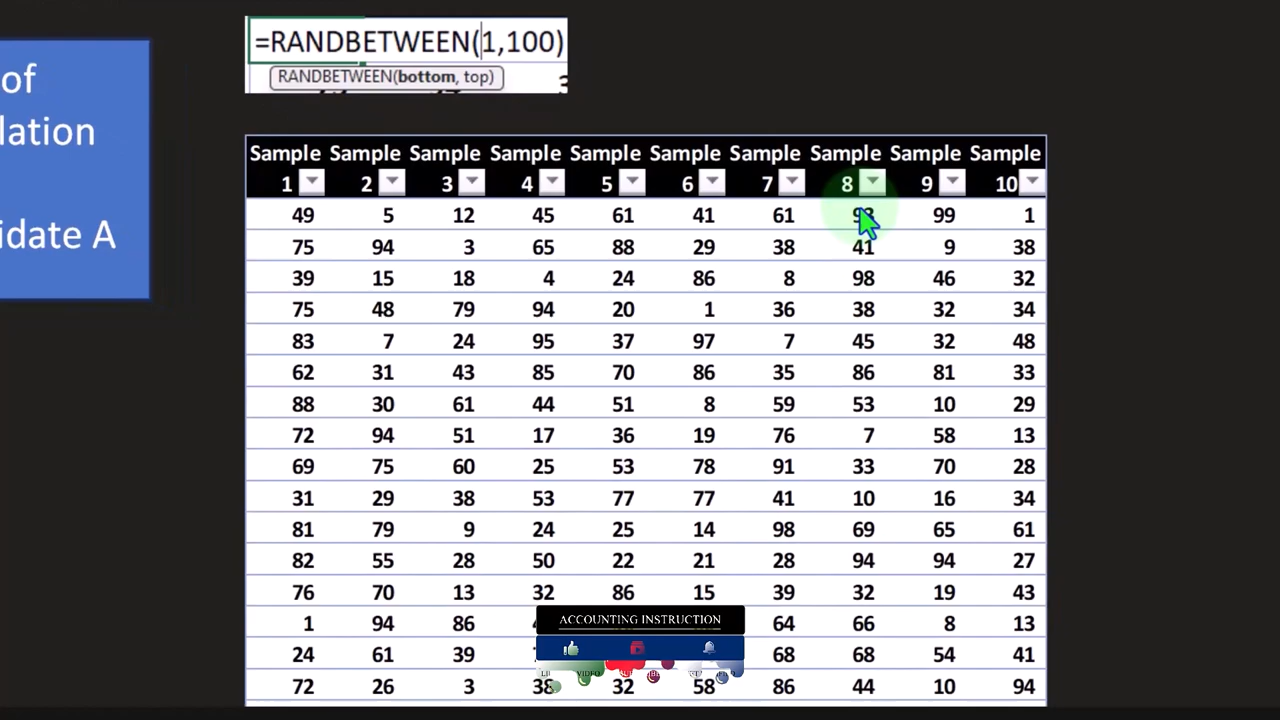 =RANDBETWEEN(1,100)
RANDBETWEEN(bottom, top)
of
lation
idate A
Sample Sample Sample Sample Sample Sample Sample Sample Sample Sample
1 2 3 4 5 6 7 8 9 10
49 5 12 45 61 41 61 93 99 1
75 94 3 65 88 29 38 41 9 38
39 15 18 4 24 86 8 98 46 32
75 48 79 94 20 1 36 38 32 34
83 7 24 95 37 97 7 45 32 48
62 31 43 85 70 86 35 86 81 33
88 30 61 44 51 8 59 53 10 29
72 94 51 17 36 19 76 7 58 13
69 75 60 25 53 78 91 33 70 28
31 29 38 53 77 77 41 10 16 34
81 79 9 24 25 14 98 69 65 61
82 55 28 50 22 21 28 94 94 27
76 70 13 32 86 15 39 32 19 43
1 94 86 64 66 8 13
24 61 39 68 68 54 41
72 26 3 38 32 58 86 44 10 94
ACCOUNTING INSTRUCTION